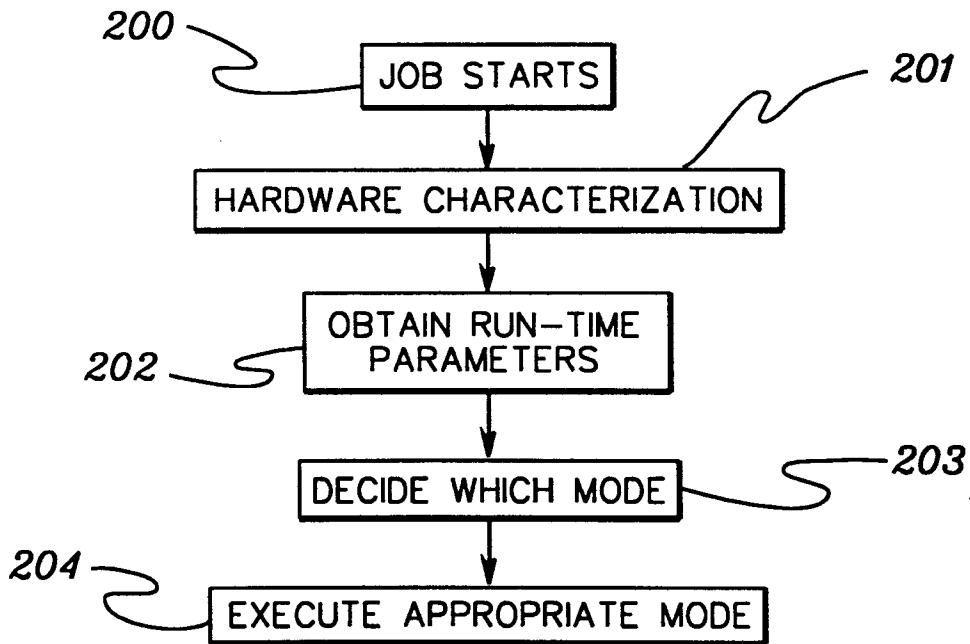 200
JOB STARTS
201
HARDWARE CHARACTERIZATION
OBTAIN RUN-TIME
PARAMETERS
202
DECIDE WHICH MODE
203
204
EXECUTE APPROPRIATE MODE